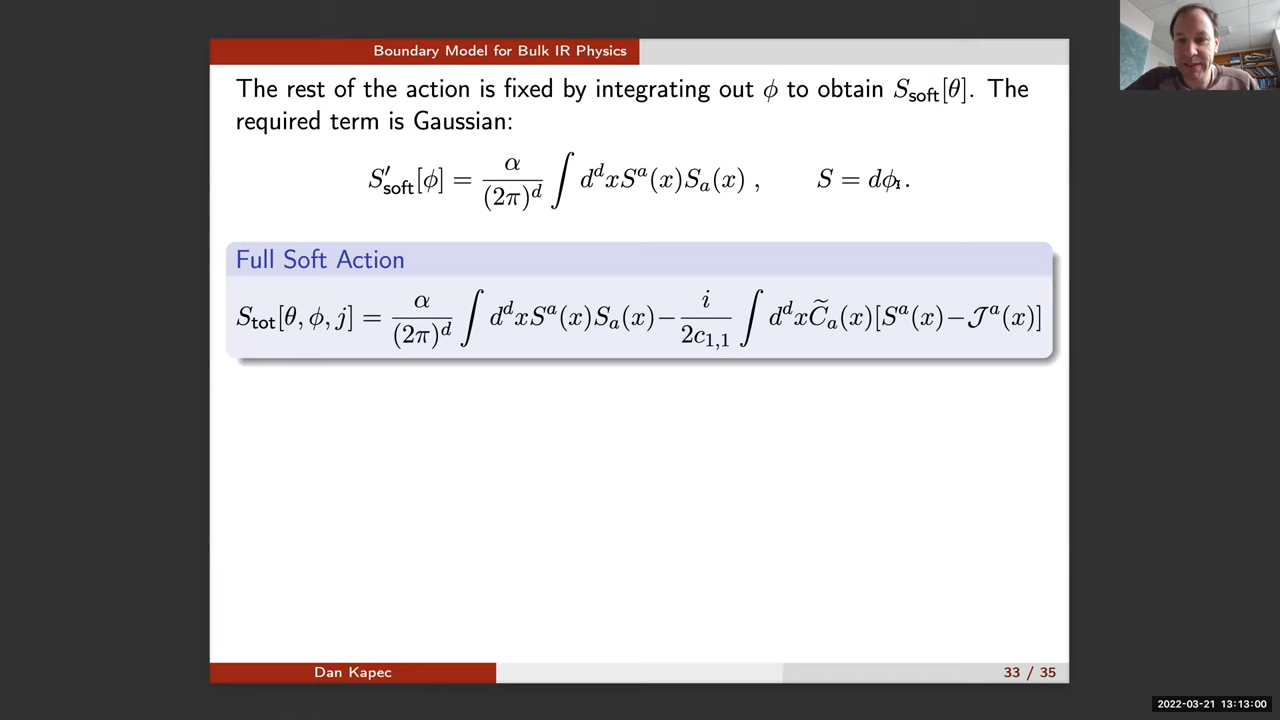 Boundary Model for Bulk IR Physics
The rest of the action is fixed by integrating out ϕ to obtain S_soft[θ]. The
required term is Gaussian:
S′_soft[ϕ] = α/(2π)^d ∫ d^d x S^a(x) S_a(x) , S = dϕ .
Full Soft Action
S_tot[θ, ϕ, j] = α/(2π)^d ∫ d^d x S^a(x) S_a(x) − i/(2c_{1,1}) ∫ d^d x C̃_a(x)[S^a(x) − 𝒥^a(x)]
Dan Kapec
33 / 35
2022-03-21 13:13:00